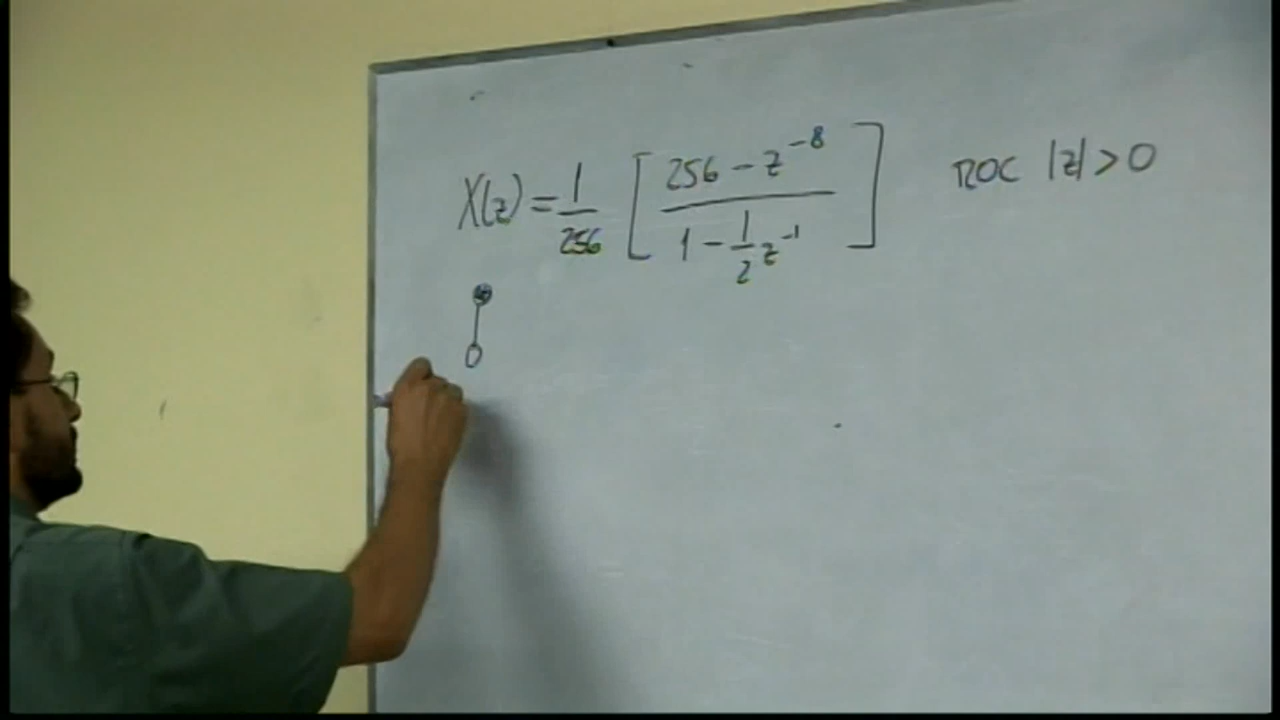 X(z) = 1/256 [ (256 - z^-8) / (1 - 1/2 z^-1) ] ROC |z| > 0